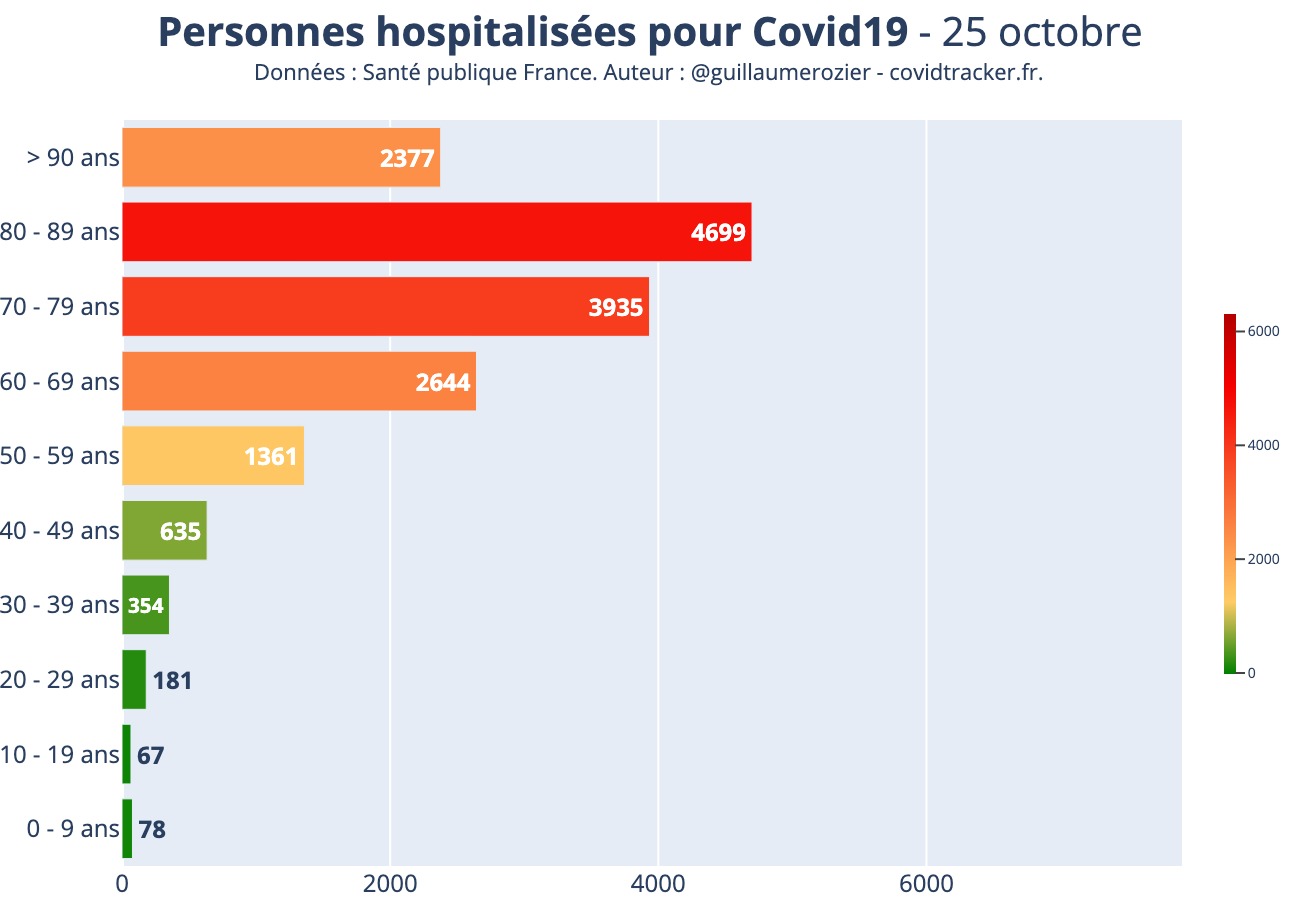 Personnes hospitalisées pour Covid19 - 25 octobre
Données : Santé publique France. Auteur : @guillaumerozier - covidtracker.fr.
> 90 ans 2377
80 - 89 ans 4699
70 - 79 ans 3935
60 - 69 ans 2644
50 - 59 ans 1361
40 - 49 ans 635
30 - 39 ans 354
20 - 29 ans 181
10 - 19 ans 67
0 - 9 ans 78
0 2000 4000 6000
6000
4000
2000
0